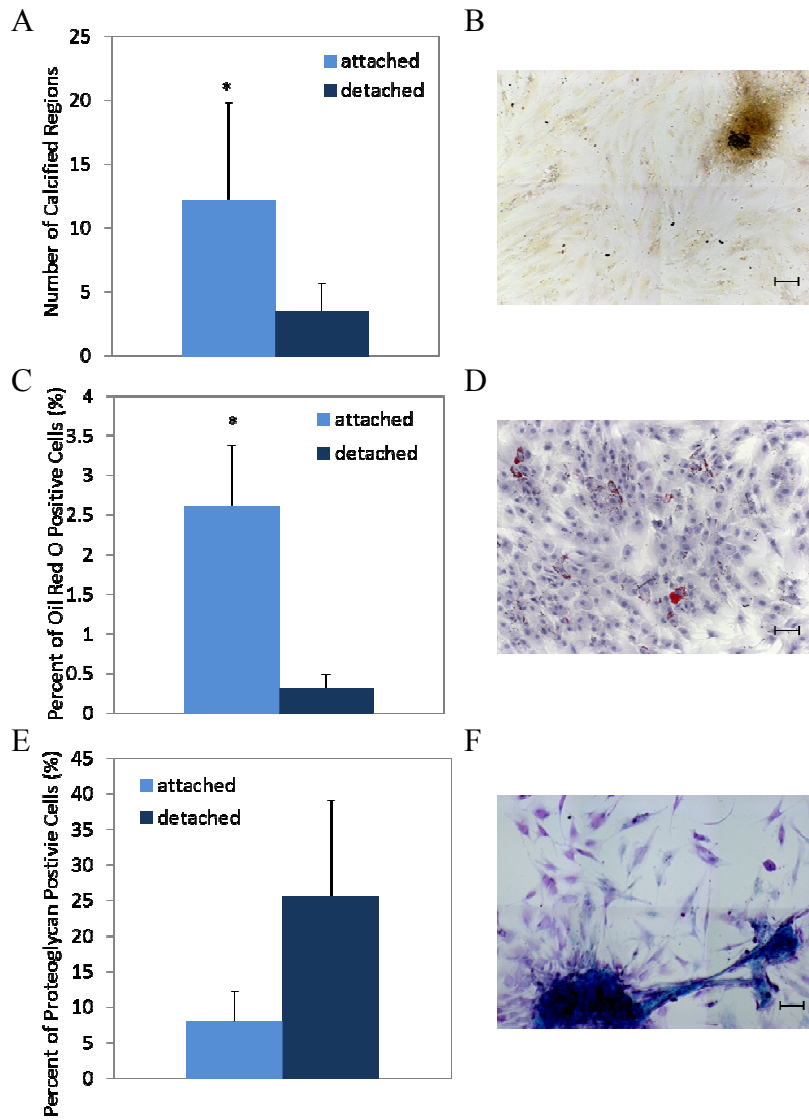 A
Number of Calcified Regions
25
20
15
10
5
0
*
attached
detached
B
C
Percent of Oil Red O Positive Cells (%)
4
3.5
3
2.5
2
1.5
1
0.5
0
*
attached
detached
D
E
Percent of Proteoglycan Postivie Cells (%)
45
40
35
30
25
20
15
10
5
0
attached
detached
F